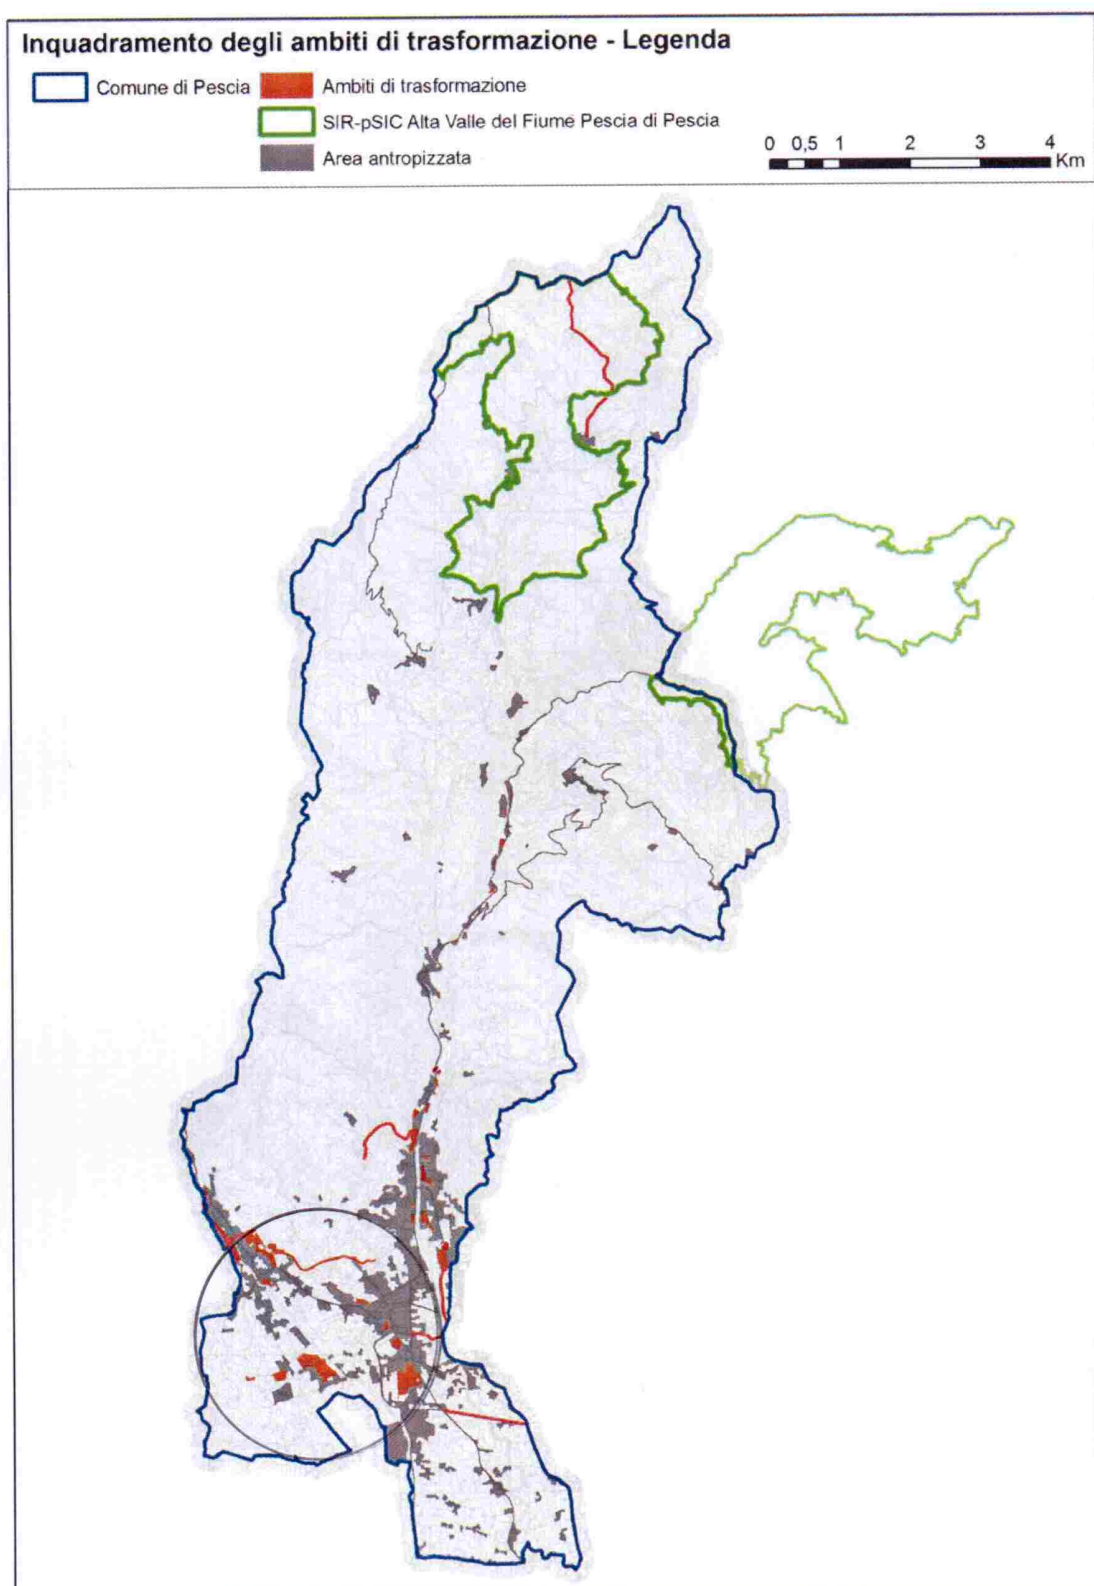 Inquadramento degli ambiti di trasformazione - Legenda
Comune di Pescia
Ambiti di trasformazione
SIR-pSIC Alta Valle del Fiume Pescia di Pescia
Area antropizzata
0 0,5 1 2 3 4
Km